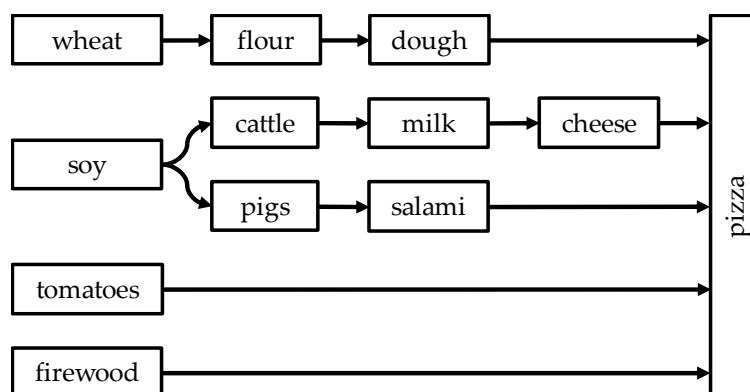 wheat
flour
dough
cattle
milk
cheese
soy
pigs
salami
pizza
tomatoes
firewood